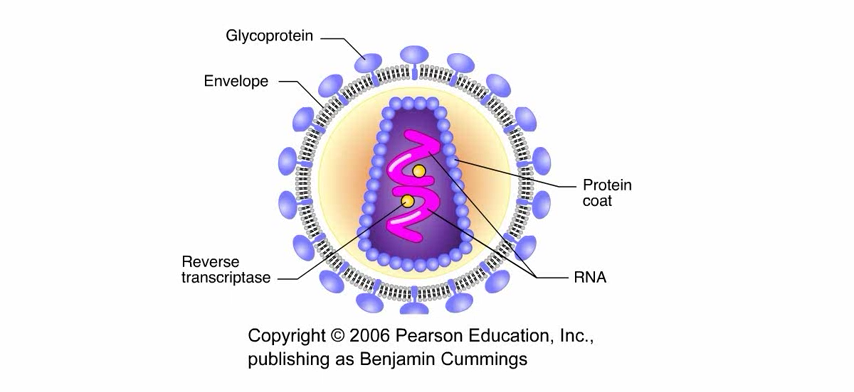 Glycoprotein
Envelope
Protein
coat
Reverse
transcriptase
RNA
Copyright © 2006 Pearson Education, Inc.,
publishing as Benjamin Cummings